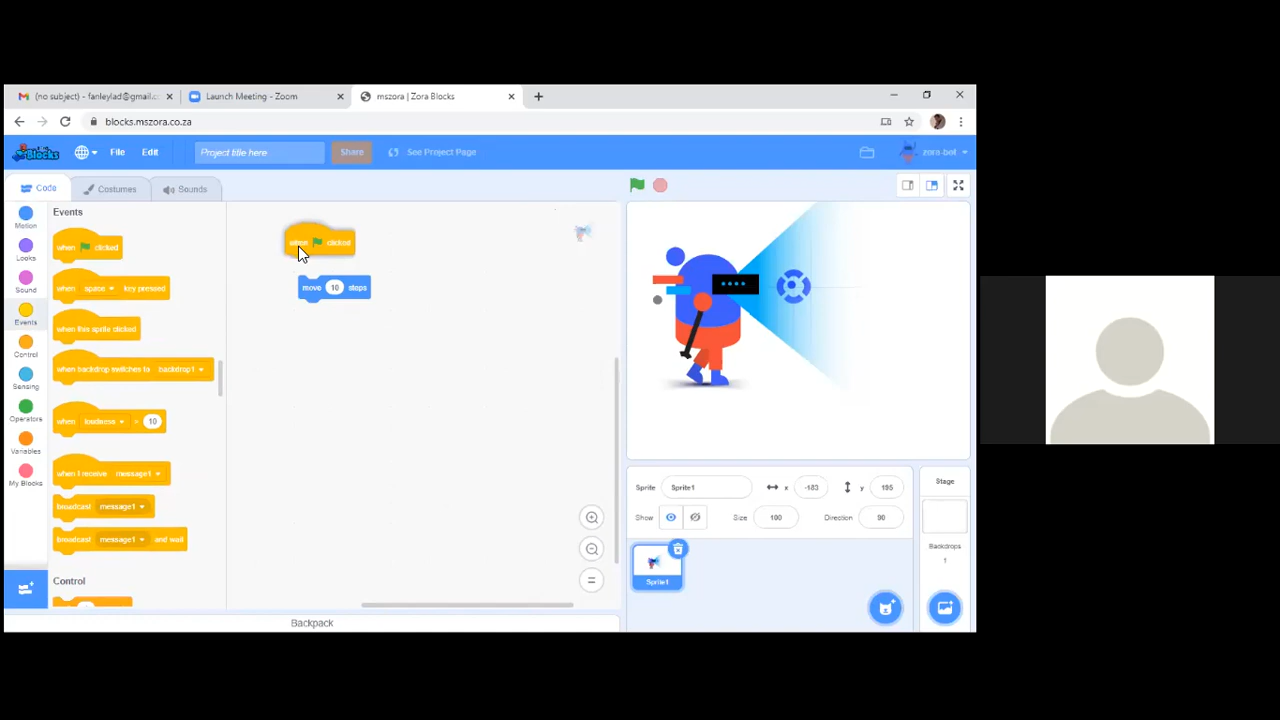 (no subject) - fanleylad@gmail.c
Launch Meeting - Zoom
mszora | Zora Blocks
blocks.mszora.co.za
Blocks
File
Edit
Project title here
Share
See Project Page
zora-bot
Code
Costumes
Sounds
Motion
Looks
Sound
Events
Control
Sensing
Operators
Variables
My Blocks
Events
when clicked
when space key pressed
when this sprite clicked
when backdrop switches to backdrop1
when loudness > 10
when I receive message1
broadcast message1
broadcast message1 and wait
Control
when clicked
move 10 steps
Backpack
Sprite Sprite1 x -183 y 195
Show Size 100 Direction 90
Sprite1
Stage
Backdrops
1